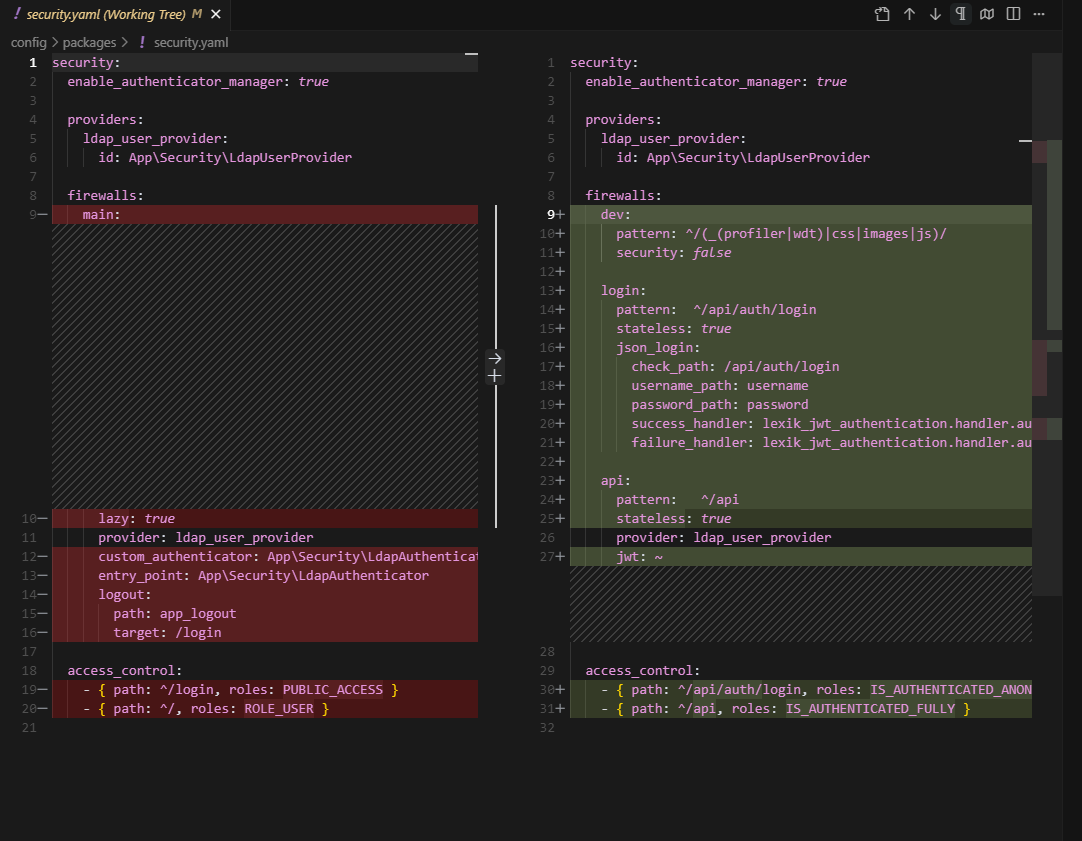 ! security.yaml (Working Tree) M
config > packages > ! security.yaml
1 security:
2 enable_authenticator_manager: true
3
4 providers:
5 ldap_user_provider:
6 id: App\Security\LdapUserProvider
7
8 firewalls:
9— main:
10— lazy: true
11 provider: ldap_user_provider
12— custom_authenticator: App\Security\LdapAuthenticat
13— entry_point: App\Security\LdapAuthenticator
14— logout:
15— path: app_logout
16— target: /login
17
18 access_control:
19— - { path: ^/login, roles: PUBLIC_ACCESS }
20— - { path: ^/, roles: ROLE_USER }
21
1 security:
2 enable_authenticator_manager: true
3
4 providers:
5 ldap_user_provider:
6 id: App\Security\LdapUserProvider
7
8 firewalls:
9+ dev:
10+ pattern: ^/(_(profiler|wdt)|css|images|js)/
11+ security: false
12+
13+ login:
14+ pattern:  ^/api/auth/login
15+ stateless: true
16+ json_login:
17+ check_path: /api/auth/login
18+ username_path: username
19+ password_path: password
20+ success_handler: lexik_jwt_authentication.handler.au
21+ failure_handler: lexik_jwt_authentication.handler.au
22+
23+ api:
24+ pattern:   ^/api
25+ stateless: true
26 provider: ldap_user_provider
27+ jwt: ~
28
29 access_control:
30+ - { path: ^/api/auth/login, roles: IS_AUTHENTICATED_ANON
31+ - { path: ^/api, roles: IS_AUTHENTICATED_FULLY }
32